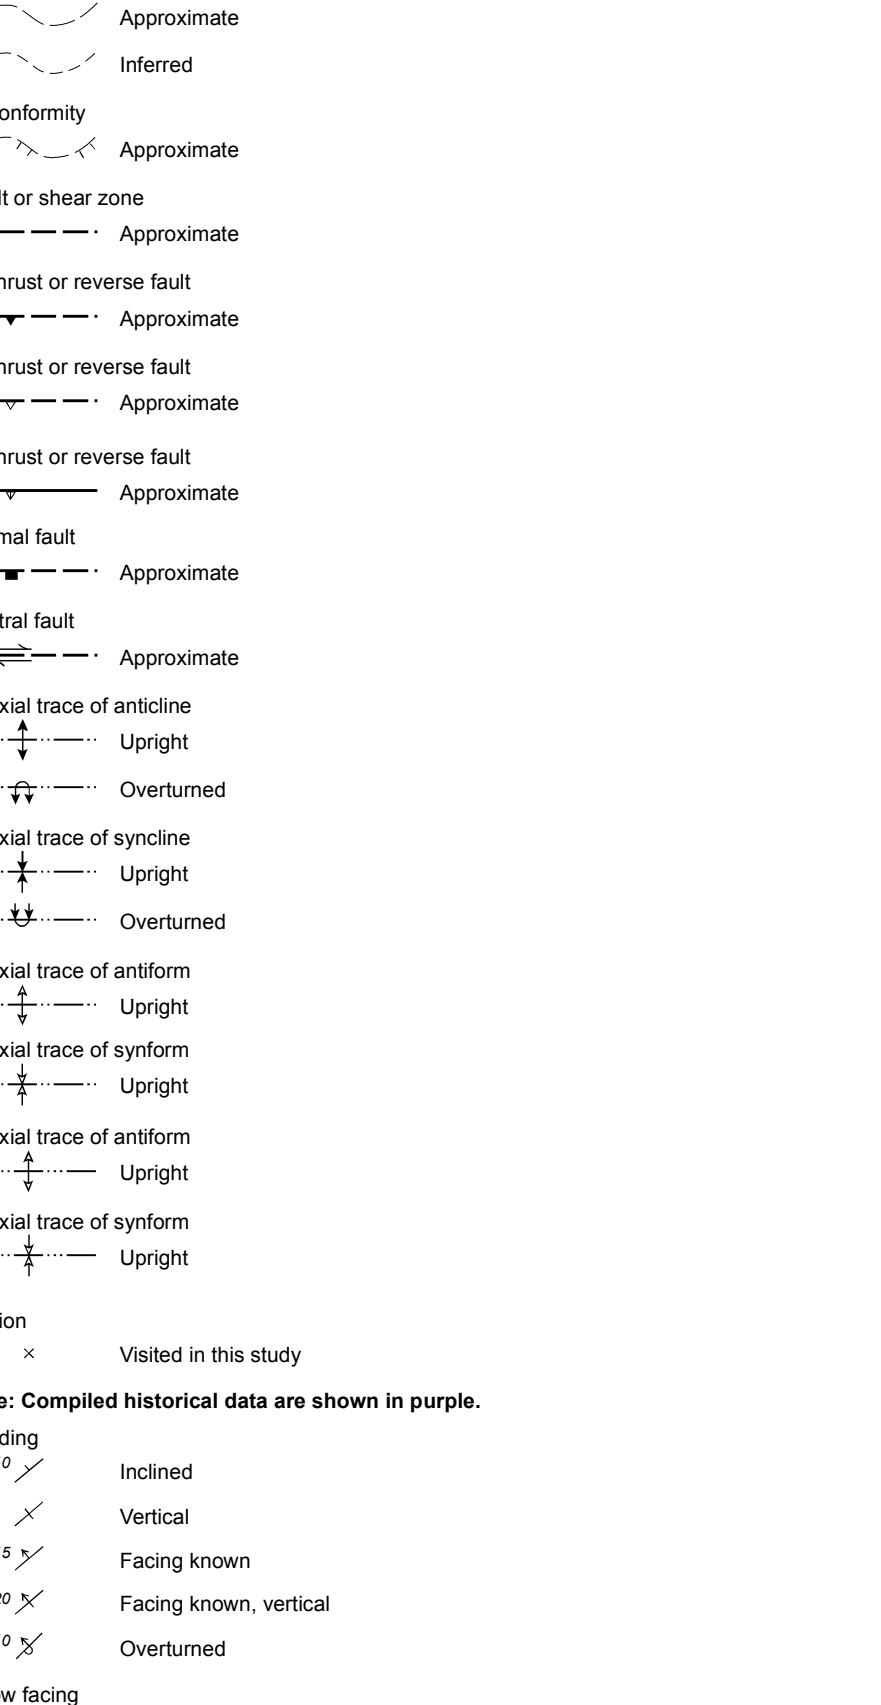 Approximate
Inferred
onformity
Approximate
lt or shear zone
Approximate
hrust or reverse fault
Approximate
hrust or reverse fault
Approximate
hrust or reverse fault
Approximate
mal fault
Approximate
tral fault
Approximate
xial trace of anticline
Upright
Overturned
xial trace of syncline
Upright
Overturned
xial trace of antiform
Upright
xial trace of synform
Upright
xial trace of antiform
Upright
xial trace of synform
Upright
ion
Visited in this study
e: Compiled historical data are shown in purple.
ding
0 Inclined
Vertical
5 Facing known
20 Facing known, vertical
0 Overturned
w facing